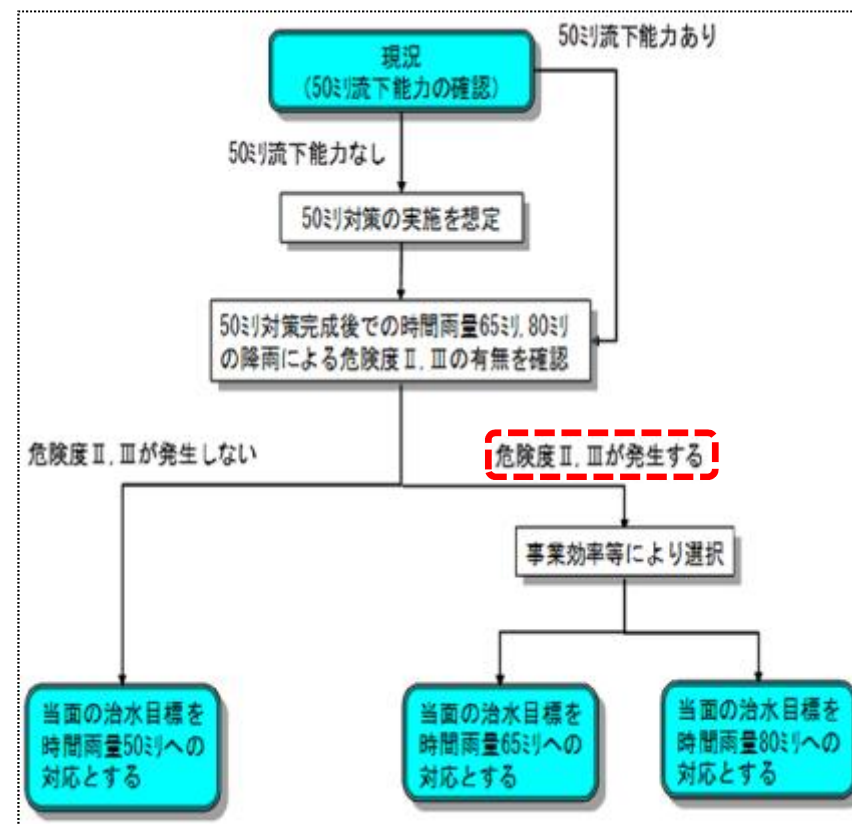 50ミリ流下能力あり
現況
(50ミリ流下能力の確認)
50ミリ流下能力なし
50ミリ対策の実施を想定
50ミリ対策完成後での時間雨量65ミリ,80ミリ
の降雨による危険度Ⅱ,Ⅲの有無を確認
危険度Ⅱ,Ⅲが発生しない
危険度Ⅱ,Ⅲが発生する
事業効率等により選択
当面の治水目標を
時間雨量50ミリへの
対応とする
当面の治水目標を
時間雨量65ミリへの
対応とする
当面の治水目標を
時間雨量80ミリへの
対応とする